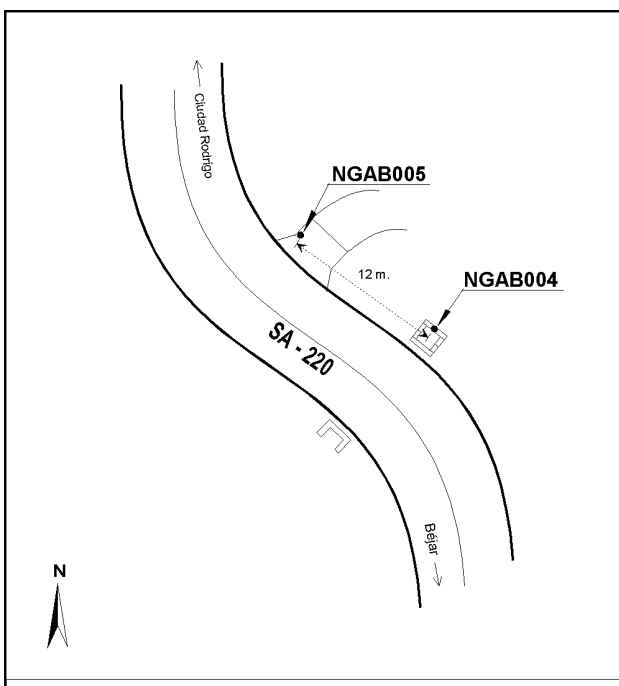 Ciudad Rodrigo
NGAB005
12 m.
NGAB004
SA - 220
Béjar
N